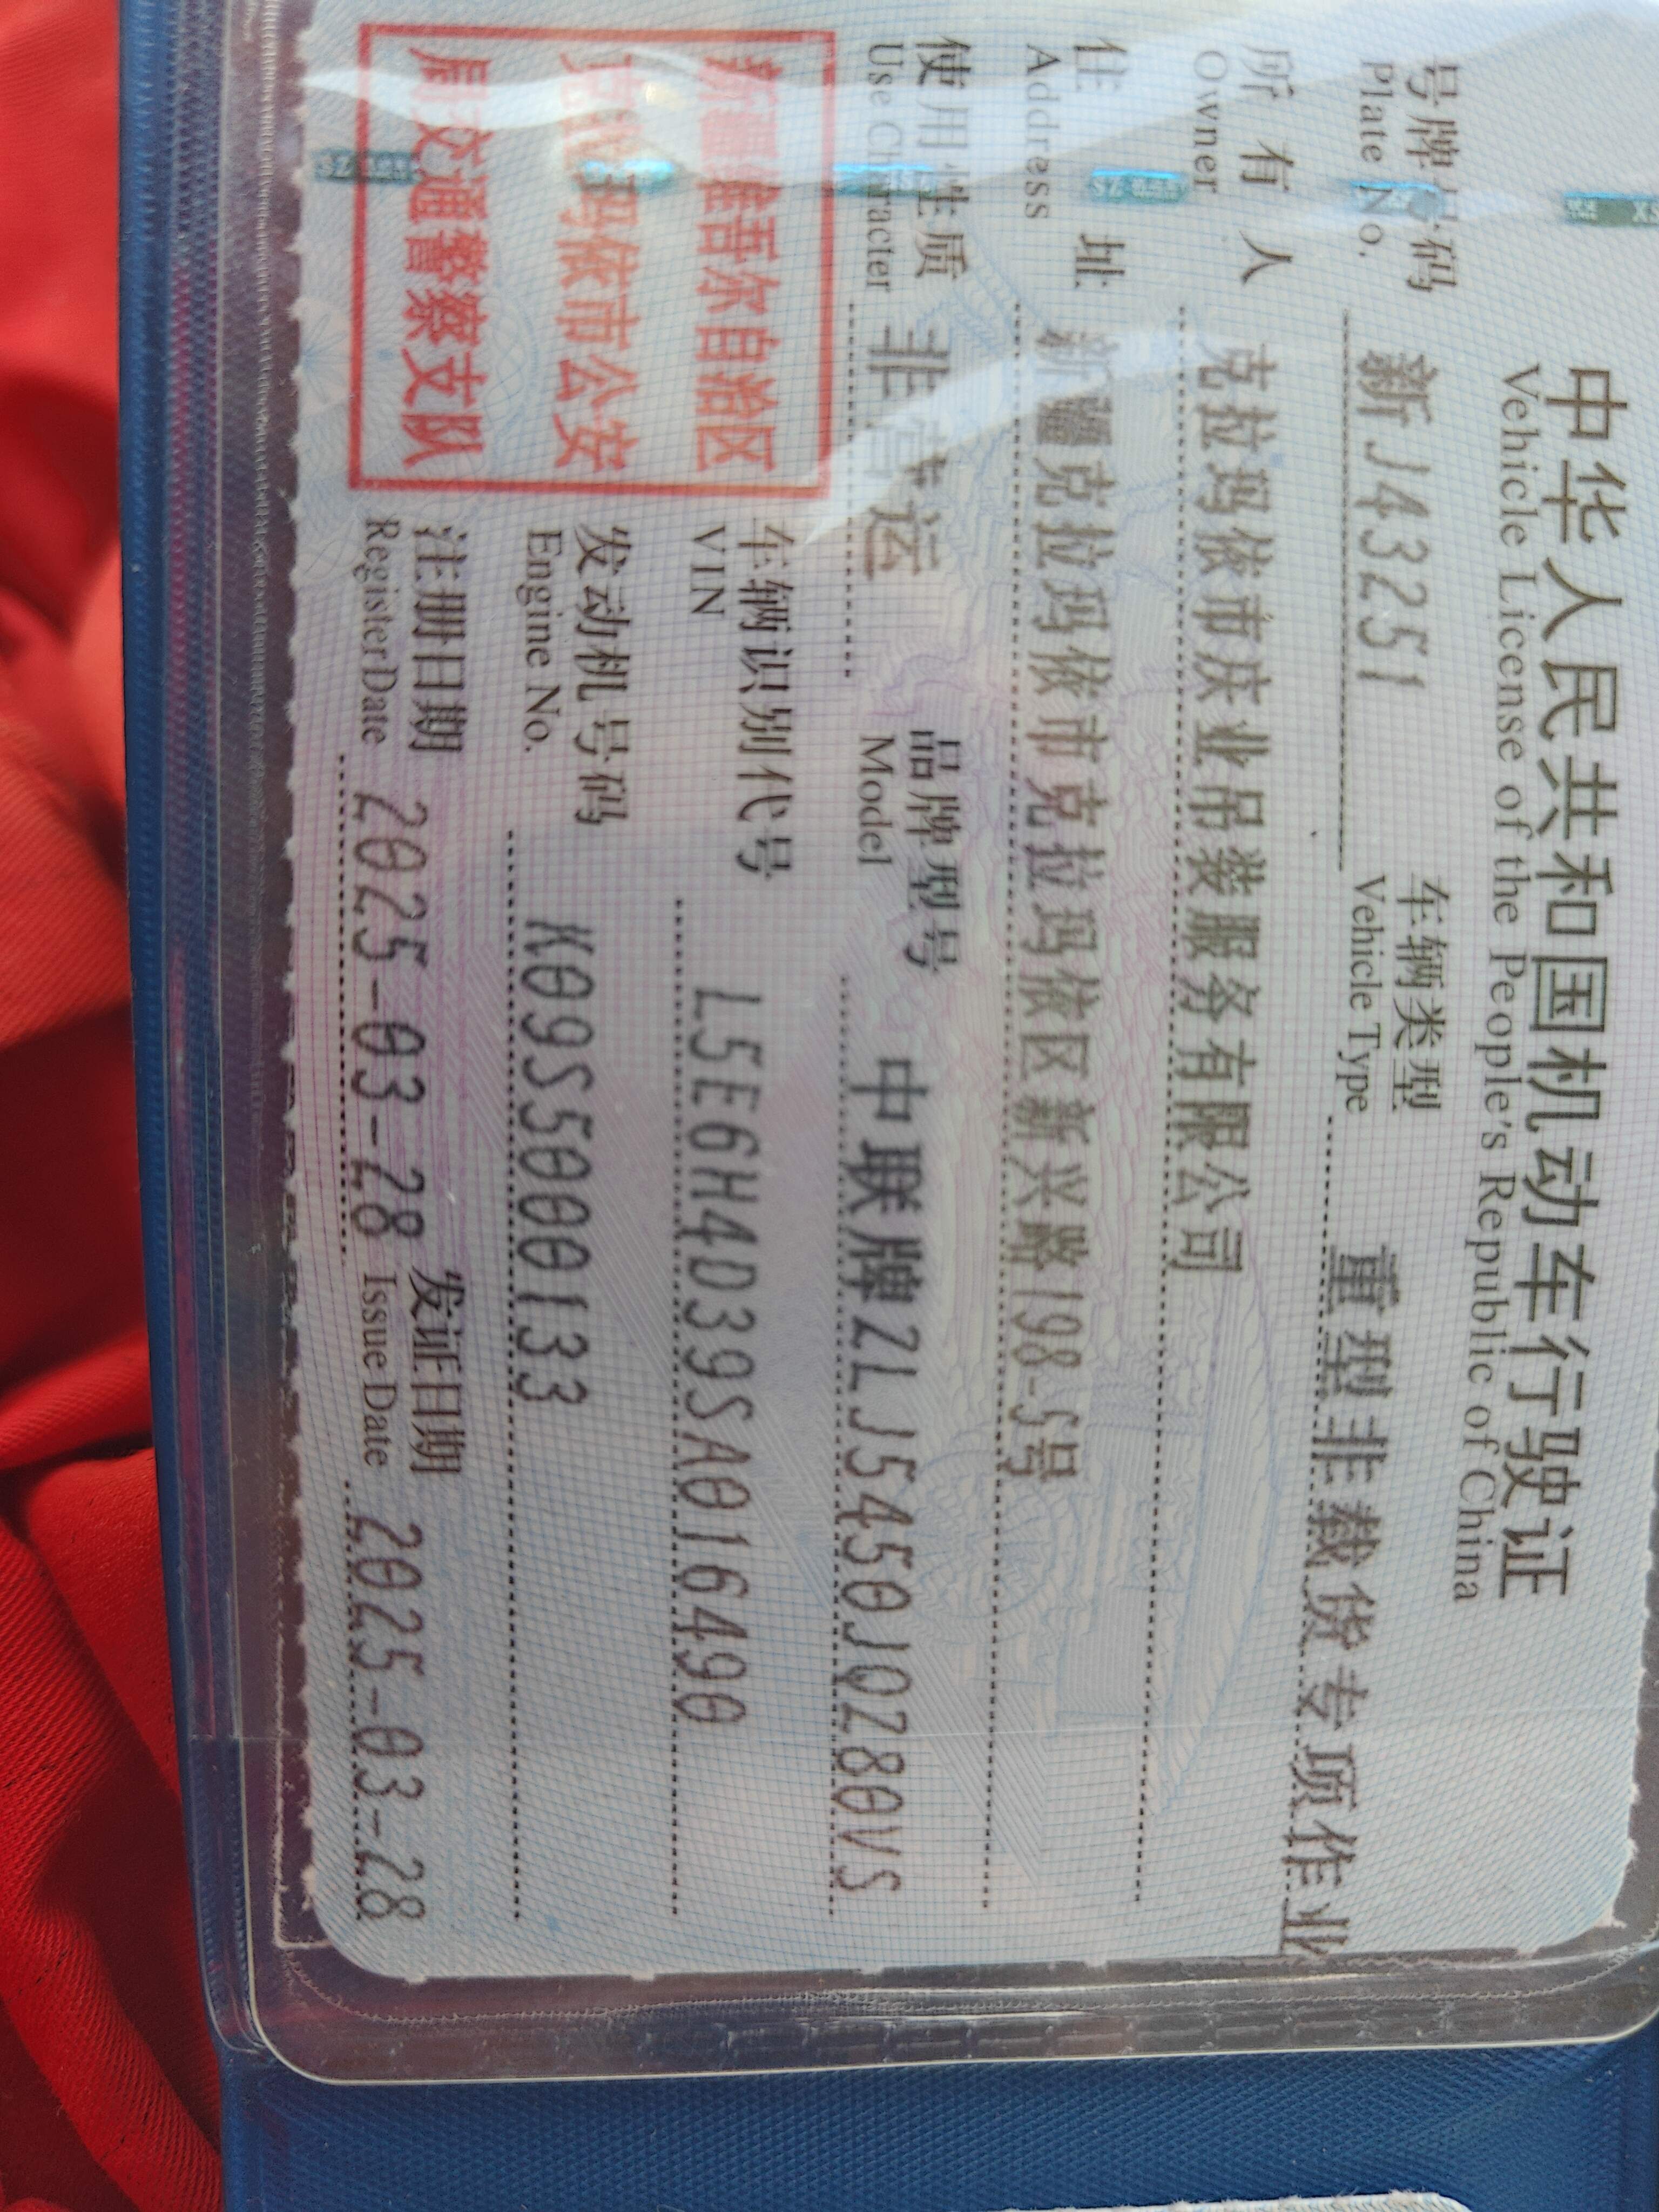 中华人民共和国机动车行驶证
Vehicle License of the People's Republic of China
号牌号码 新J43251 车辆类型 重型非载货专项作业
Plate No. Vehicle Type
所有人 克拉玛依市庆业吊装服务有限公司
Owner
住址 新疆克拉玛依市克拉玛依区新兴路198-5号
Address
使用性质 非营运 品牌型号 中联牌ZLJ5450JQZ80VS
Use Character Model
新疆维吾尔自治区
克拉玛依市公安
局交通警察支队
车辆识别代号 L5E6H4D39SA016490
VIN
发动机号码 K09S5000133
Engine No.
注册日期 2025-03-28 发证日期 2025-03-28
Register Date Issue Date